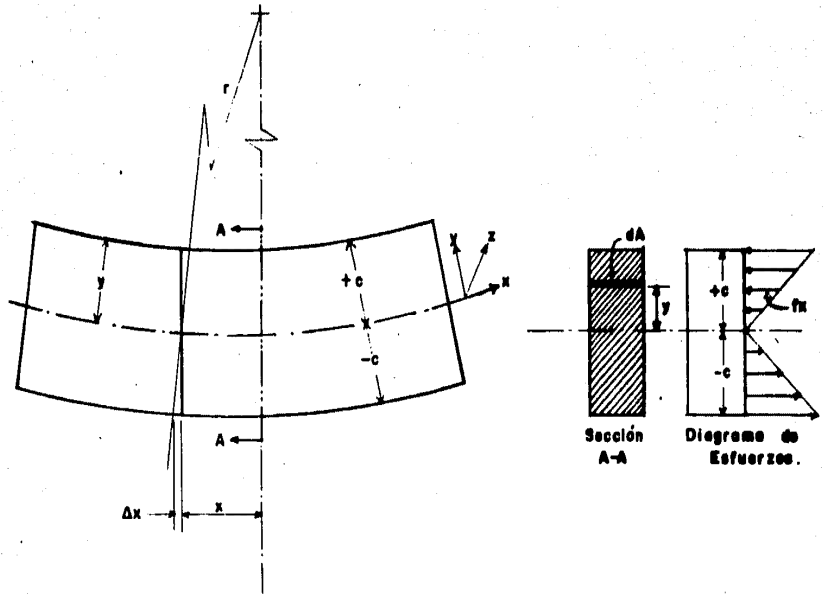 r
A
y
+c
-c
y
z
x
A
Δx
x
dA
y
+c
-c
fx
Sección
A-A
Diagrama de
Esfuerzos.